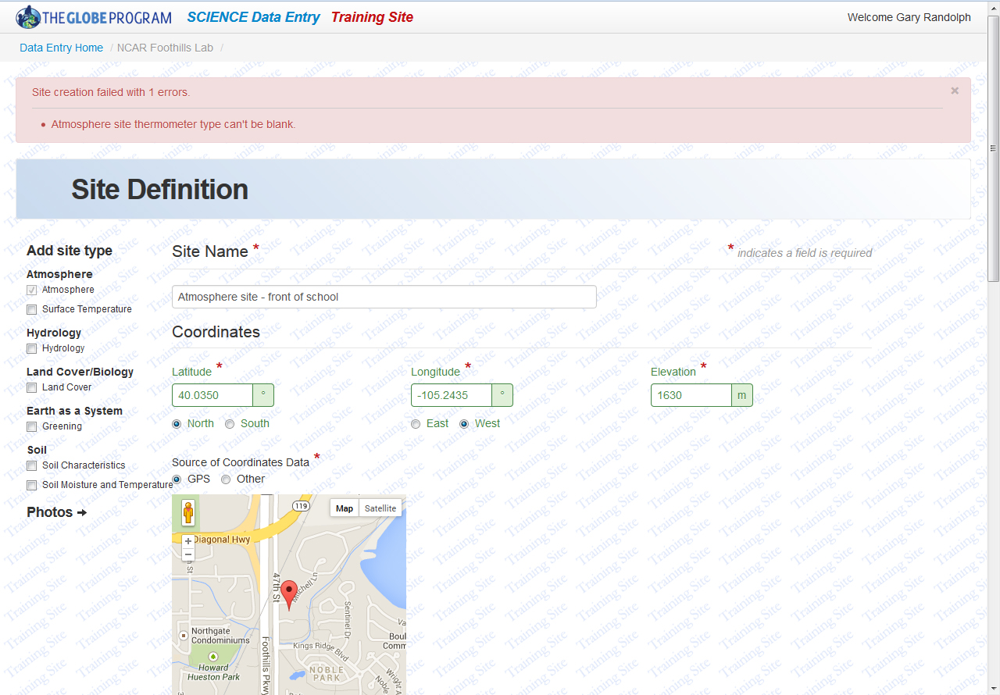 THE GLOBE PROGRAM SCIENCE Data Entry Training Site Welcome Gary Randolph
Data Entry Home / NCAR Foothills Lab /
Site creation failed with 1 errors. ×
• Atmosphere site thermometer type can't be blank.
Site Definition
Add site type
Atmosphere
Atmosphere
Surface Temperature
Hydrology
Hydrology
Land Cover/Biology
Land Cover
Earth as a System
Greening
Soil
Soil Characteristics
Soil Moisture and Temperature
Photos →
Site Name *
* indicates a field is required
Atmosphere site - front of school
Coordinates
Latitude * Longitude * Elevation *
40.0350 ° -105.2435 ° 1630 m
North South East West
Source of Coordinates Data *
GPS Other
119
Map Satellite
Diagonal Hwy
+
−
47th St
Mitchell Ln
Sentinel Dr
Northgate
Condominiums
Howard
Hueston Park
Foothills Pkwy
Kings Ridge Blvd
NOBLE
PARK
Training Site